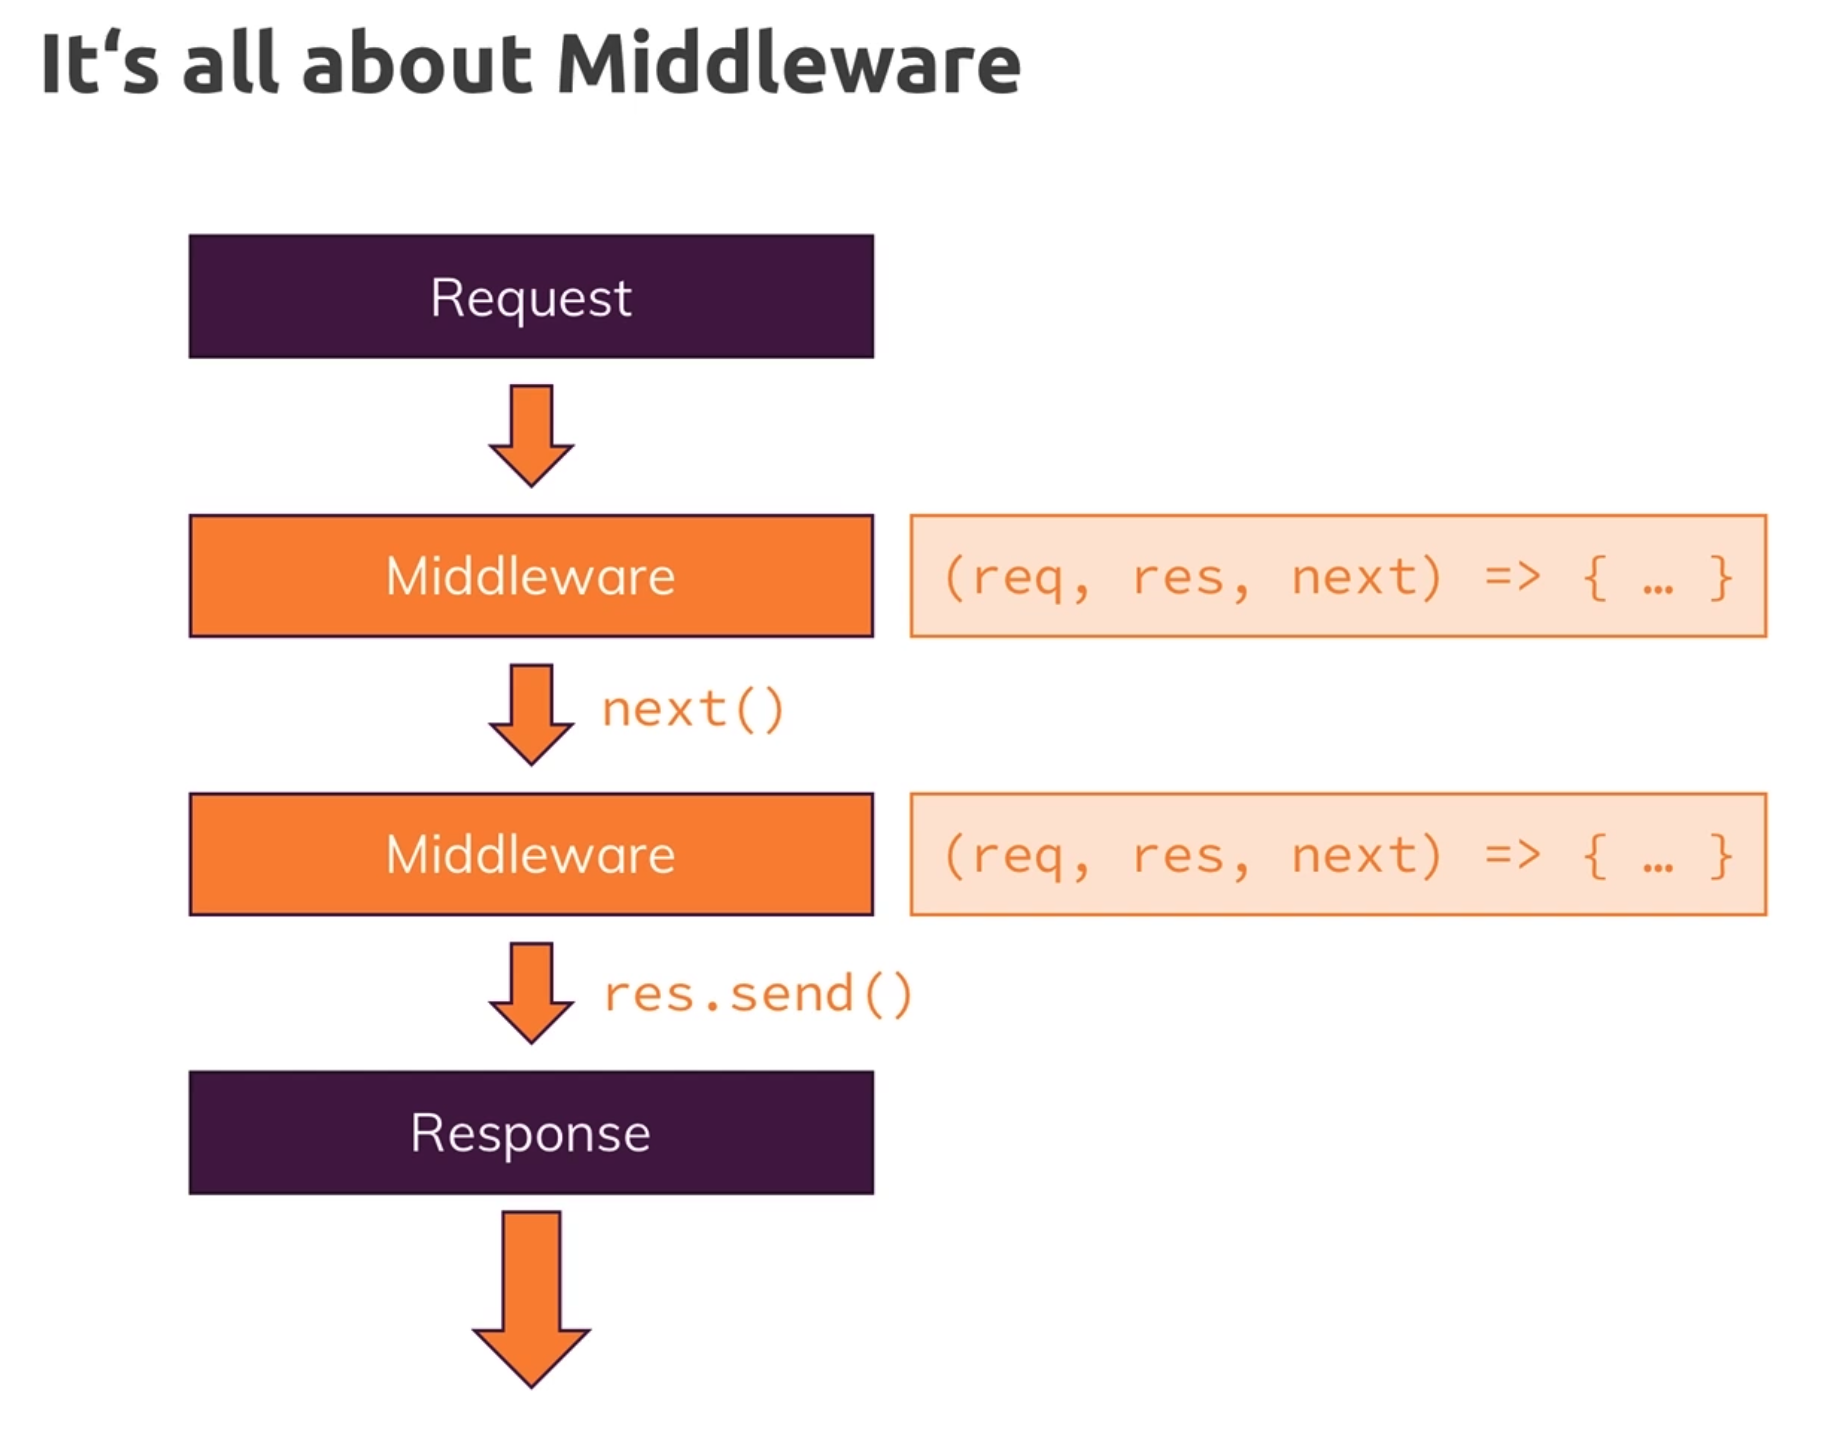 It‘s all about Middleware
Request
Middleware
(req, res, next) => { … }
next()
Middleware
(req, res, next) => { … }
res.send()
Response